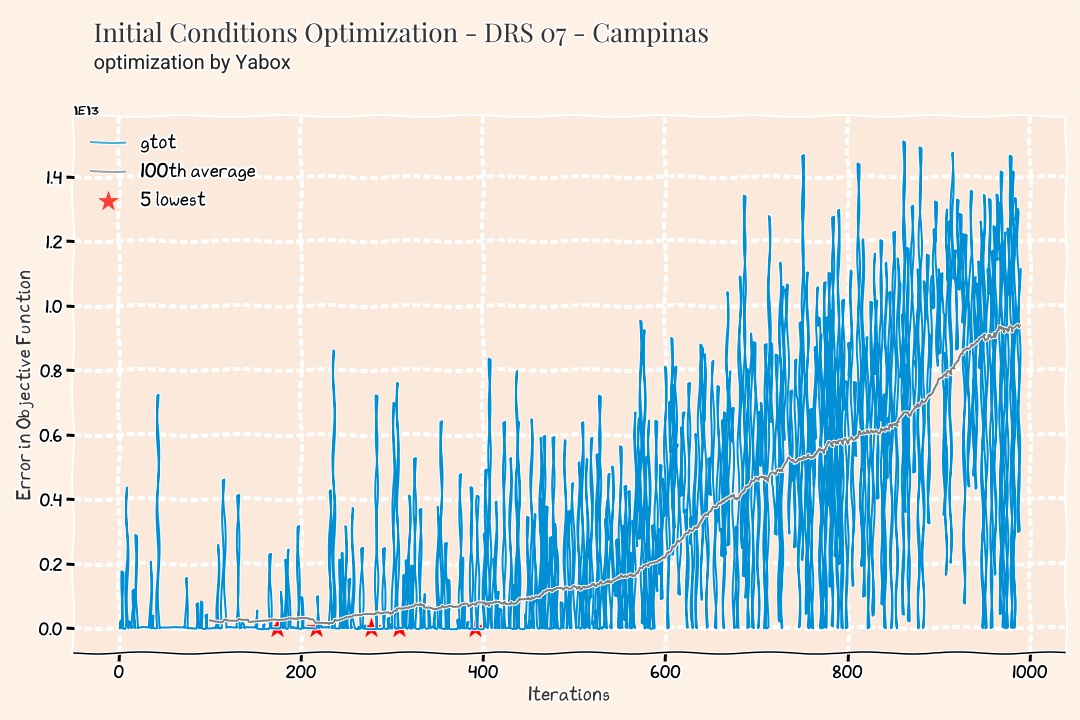 Initial Conditions Optimization - DRS 07 - Campinas
optimization by Yabox
1E13
gtot
100th average
5 lowest
1.4
1.2
1.0
0.8
0.6
0.4
0.2
0.0
Error in Objective Function
0 200 400 600 800 1000
Iterations